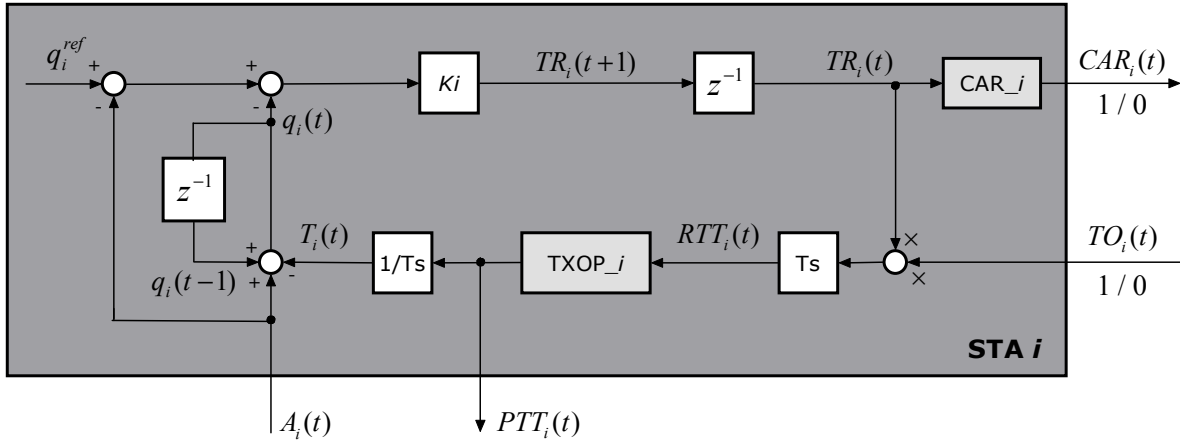 q_i^{ref}
+
-
+
-
Ki
TR_i(t+1)
z^{-1}
TR_i(t)
CAR_i
CAR_i(t)
1 / 0
q_i(t)
z^{-1}
+
q_i(t-1)
+
-
T_i(t)
1/Ts
TXOP_i
RTT_i(t)
Ts
×
×
TO_i(t)
1 / 0
STA i
A_i(t)
PTT_i(t)